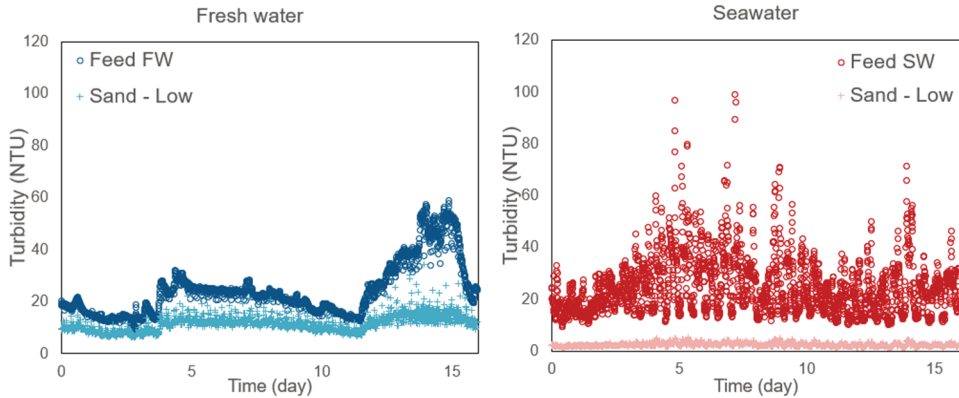 Fresh water
120
100
80
60
40
20
0
Turbidity (NTU)
Feed FW
Sand - Low
0
5
10
15
Time (day)
Seawater
120
100
80
60
40
20
0
Turbidity (NTU)
Feed SW
Sand - Low
0
5
10
15
Time (day)